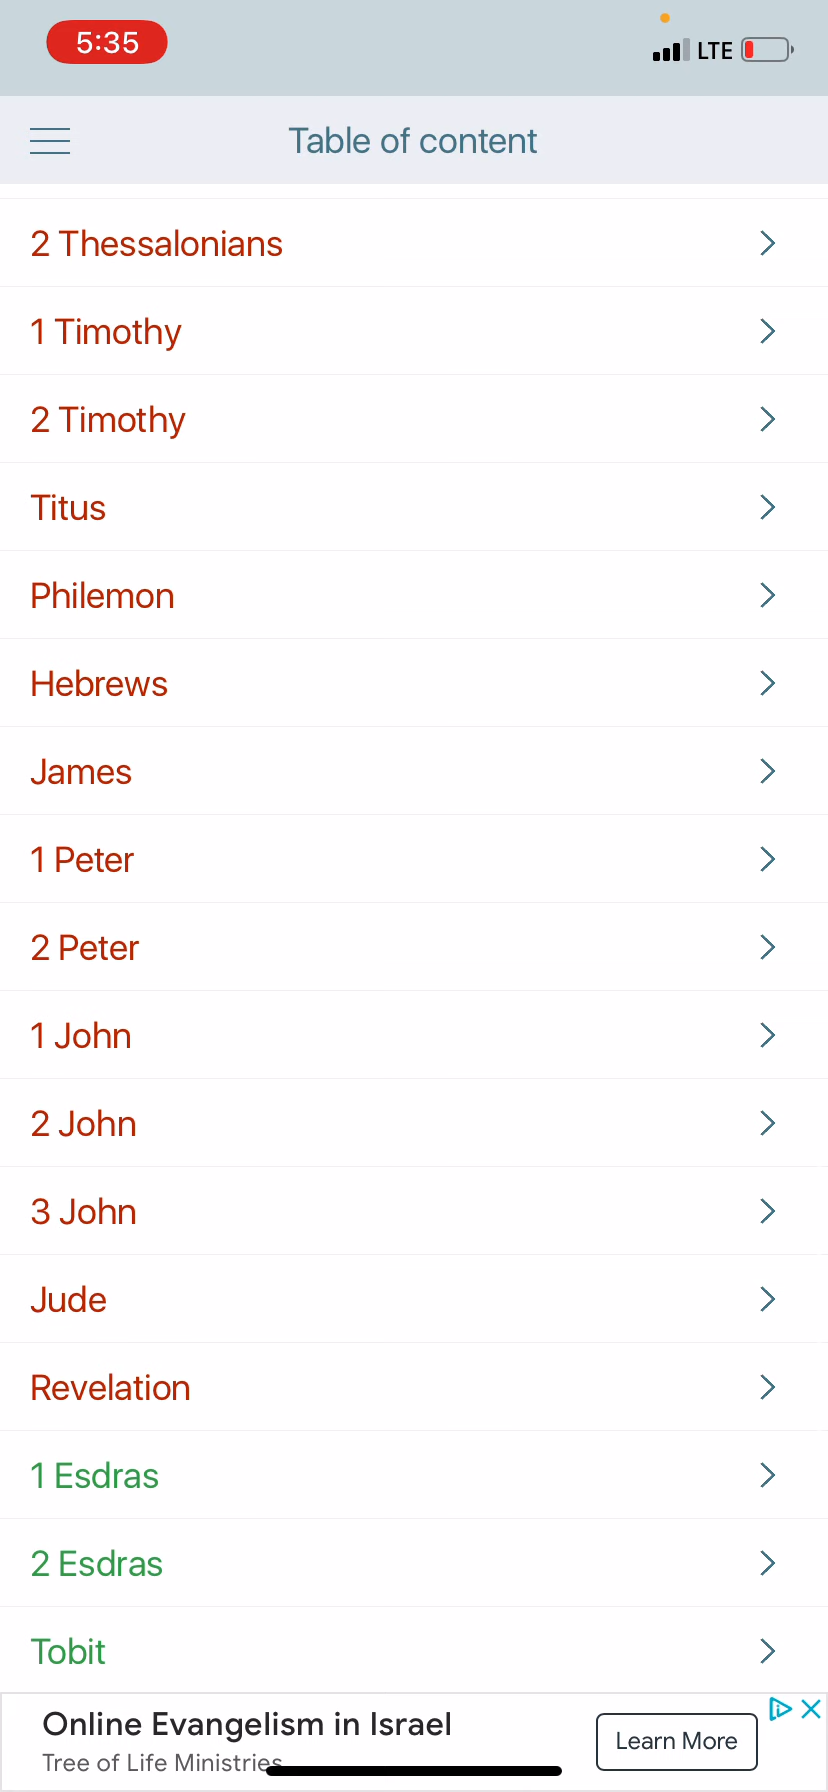 5:35
LTE
Table of content
2 Thessalonians
1 Timothy
2 Timothy
Titus
Philemon
Hebrews
James
1 Peter
2 Peter
1 John
2 John
3 John
Jude
Revelation
1 Esdras
2 Esdras
Tobit
Online Evangelism in Israel
Tree of Life Ministries
Learn More